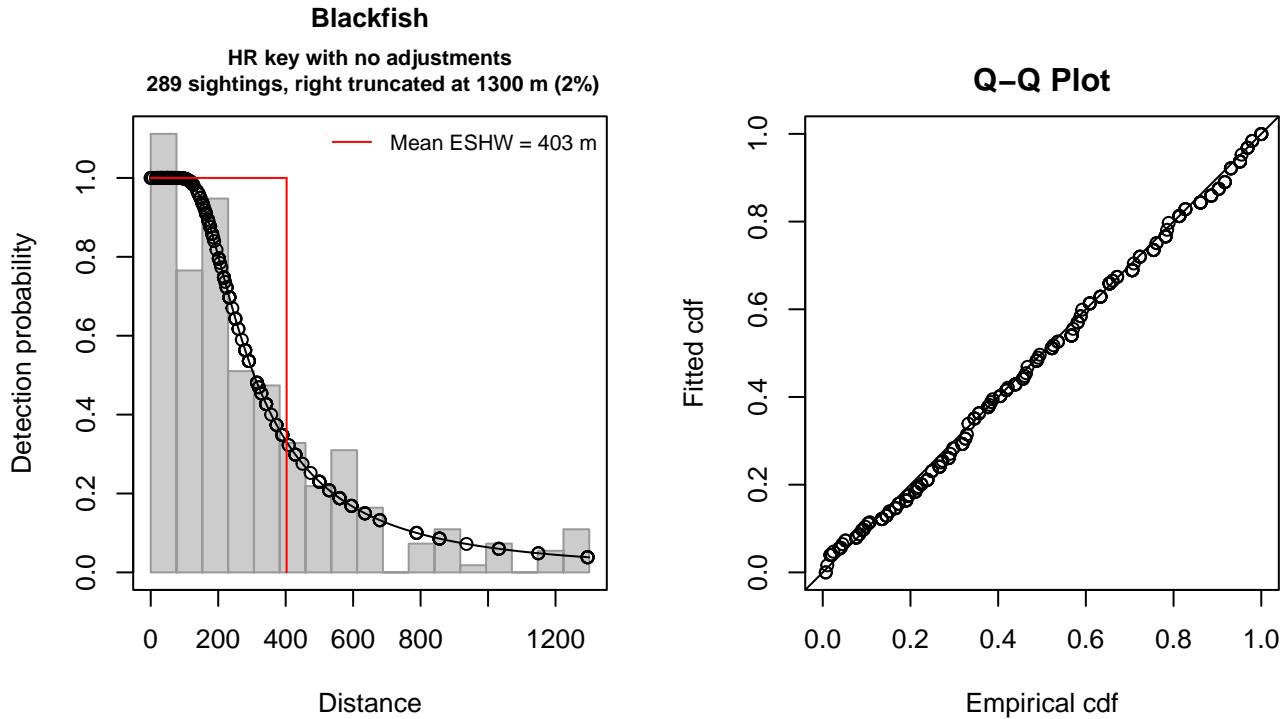 Blackfish
HR key with no adjustments
289 sightings, right truncated at 1300 m (2%)
Mean ESHW = 403 m
Detection probability
0.0 0.2 0.4 0.6 0.8 1.0
0 200 400 600 800 1200
Distance
Q−Q Plot
Fitted cdf
0.0 0.2 0.4 0.6 0.8 1.0
0.0 0.2 0.4 0.6 0.8 1.0
Empirical cdf